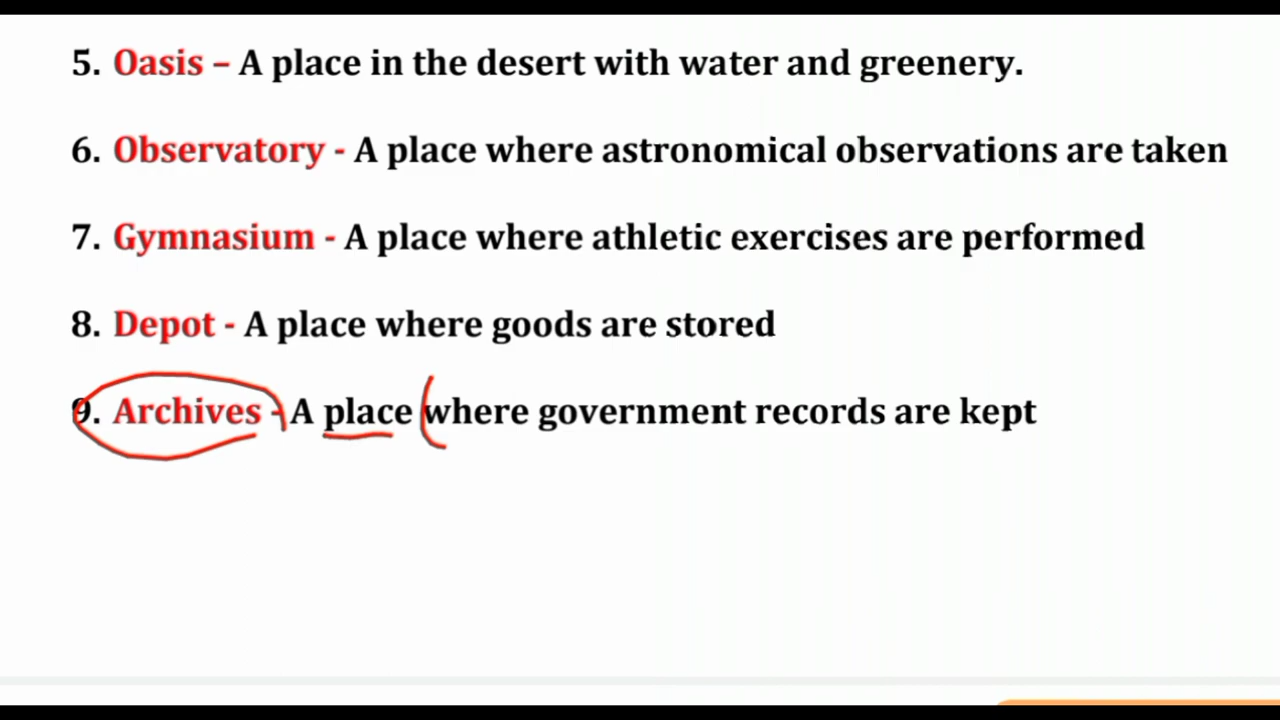 5. Oasis – A place in the desert with water and greenery.
6. Observatory - A place where astronomical observations are taken
7. Gymnasium - A place where athletic exercises are performed
8. Depot - A place where goods are stored
9. Archives - A place where government records are kept